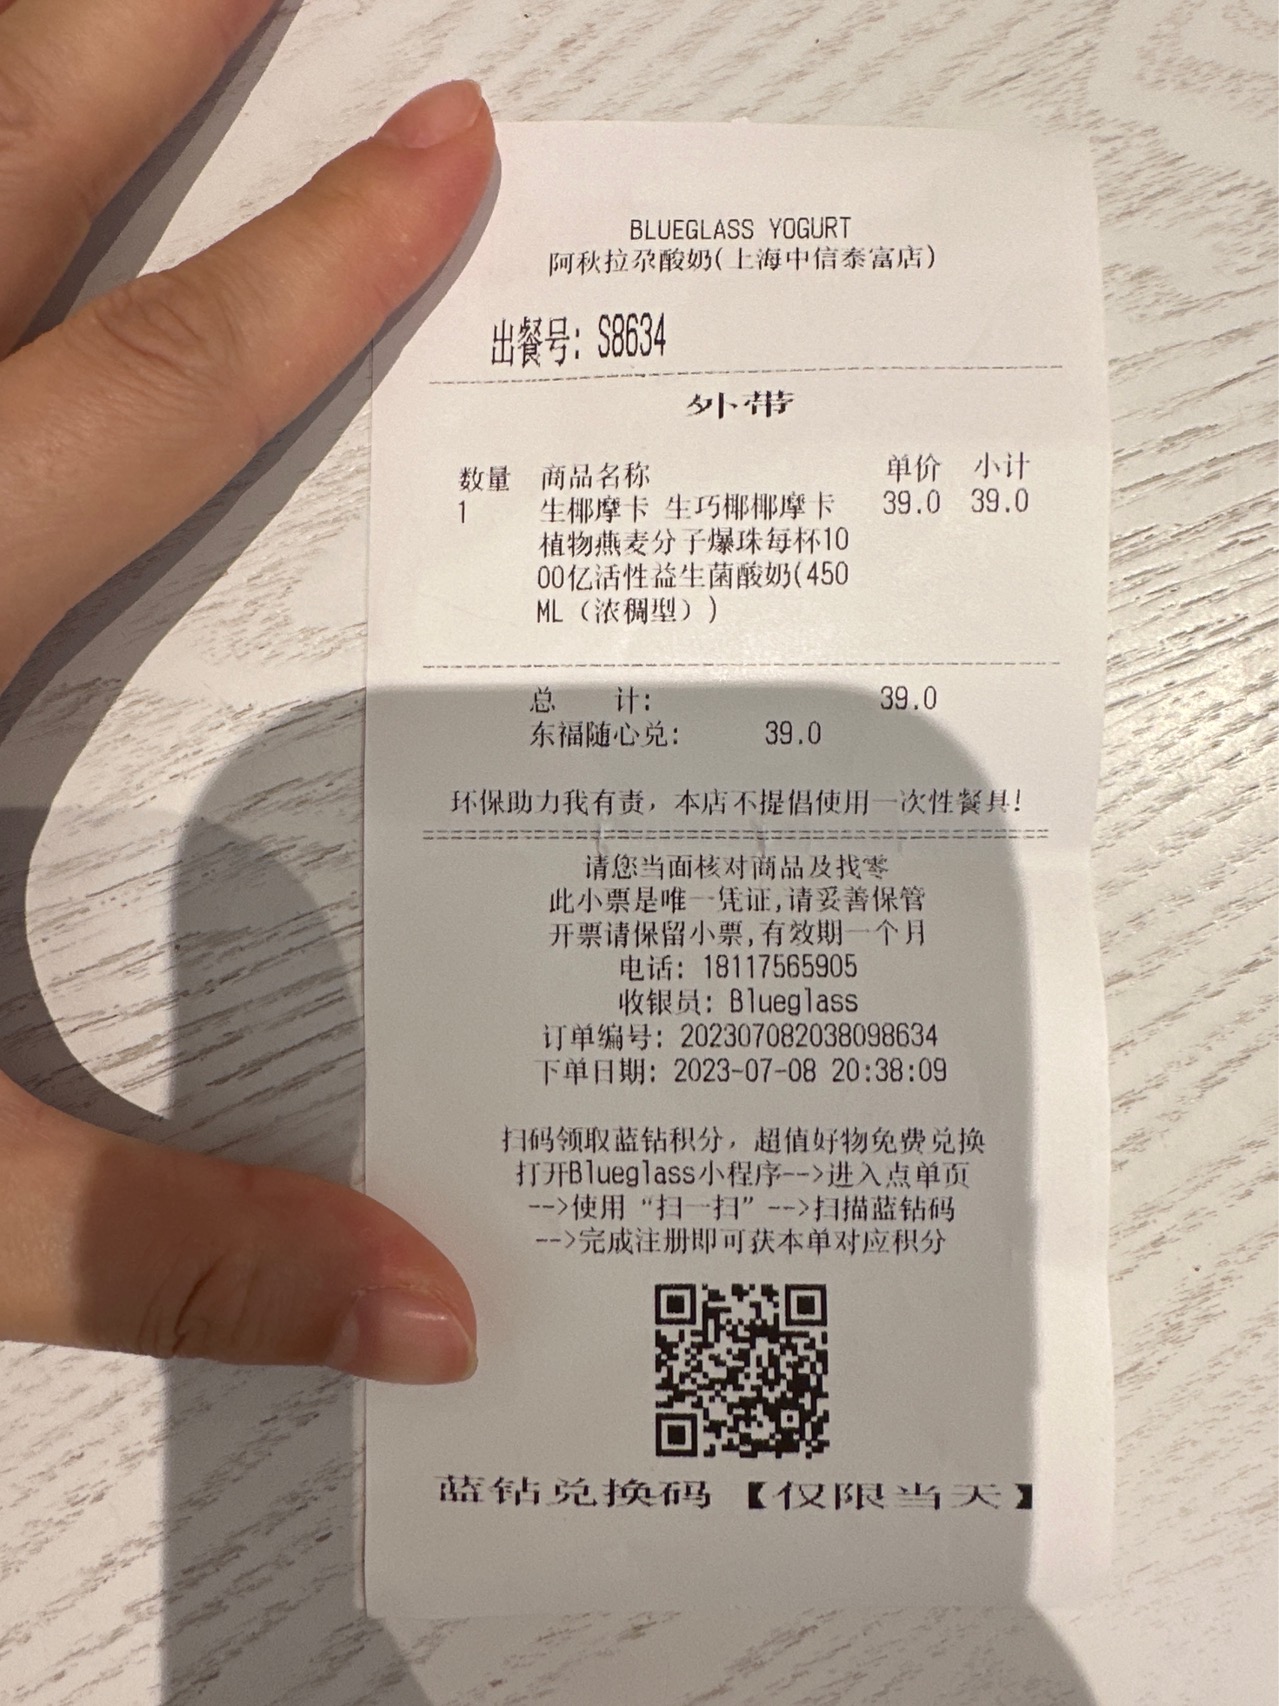 BLUEGLASS YOGURT
阿秋拉尕酸奶(上海中信泰富店)
出餐号: S8634
外带
数量 商品名称 单价 小计
1 生椰摩卡 生巧椰椰摩卡 39.0 39.0
植物燕麦分子爆珠每杯10
00亿活性益生菌酸奶(450
ML（浓稠型）)
总 计: 39.0
东福随心兑: 39.0
环保助力我有责，本店不提倡使用一次性餐具!
请您当面核对商品及找零
此小票是唯一凭证,请妥善保管
开票请保留小票,有效期一个月
电话: 18117565905
收银员: Blueglass
订单编号: 202307082038098634
下单日期: 2023-07-08 20:38:09
扫码领取蓝钻积分，超值好物免费兑换
打开Blueglass小程序-->进入点单页
-->使用“扫一扫”-->扫描蓝钻码
-->完成注册即可获本单对应积分
蓝钻兑换码【仅限当天】